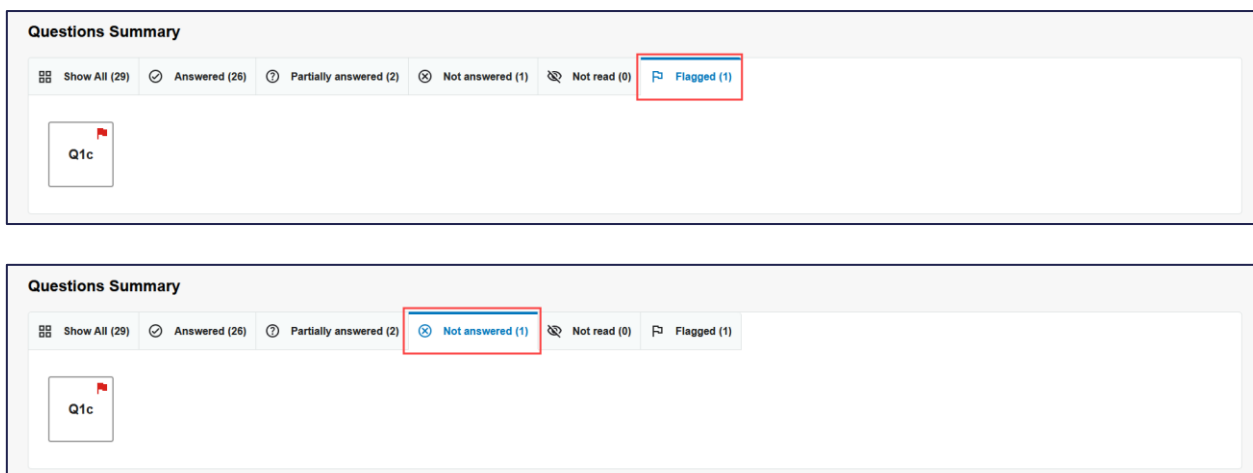 Questions Summary
Show All (29) Answered (26) Partially answered (2) Not answered (1) Not read (0) Flagged (1)
Q1c
Questions Summary
Show All (29) Answered (26) Partially answered (2) Not answered (1) Not read (0) Flagged (1)
Q1c